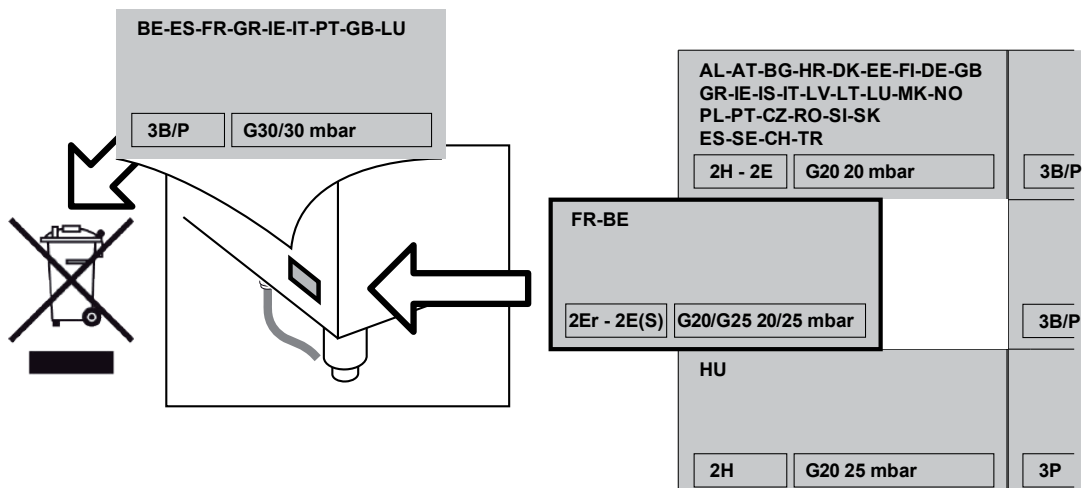 BE-ES-FR-GR-IE-IT-PT-GB-LU
3B/P
G30/30 mbar
AL-AT-BG-HR-DK-EE-FI-DE-GB
GR-IE-IS-IT-LV-LT-LU-MK-NO
PL-PT-CZ-RO-SI-SK
ES-SE-CH-TR
2H - 2E
G20 20 mbar
3B/P
FR-BE
2Er - 2E(S)
G20/G25 20/25 mbar
3B/P
HU
2H
G20 25 mbar
3P